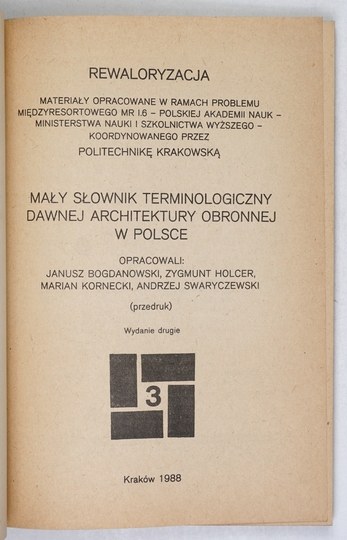 REWALORYZACJA
MATERIAŁY OPRACOWANE W RAMACH PROBLEMU
MIĘDZYRESORTOWEGO MR I.6 – POLSKIEJ AKADEMII NAUK –
MINISTERSTWA NAUKI I SZKOLNICTWA WYŻSZEGO –
KOORDYNOWANEGO PRZEZ
POLITECHNIKĘ KRAKOWSKĄ
MAŁY SŁOWNIK TERMINOLOGICZNY
DAWNEJ ARCHITEKTURY OBRONNEJ
W POLSCE
OPRACOWALI:
JANUSZ BOGDANOWSKI, ZYGMUNT HOLCER,
MARIAN KORNECKI, ANDRZEJ SWARYCZEWSKI
(przedruk)
Wydanie drugie
3
Kraków 1988